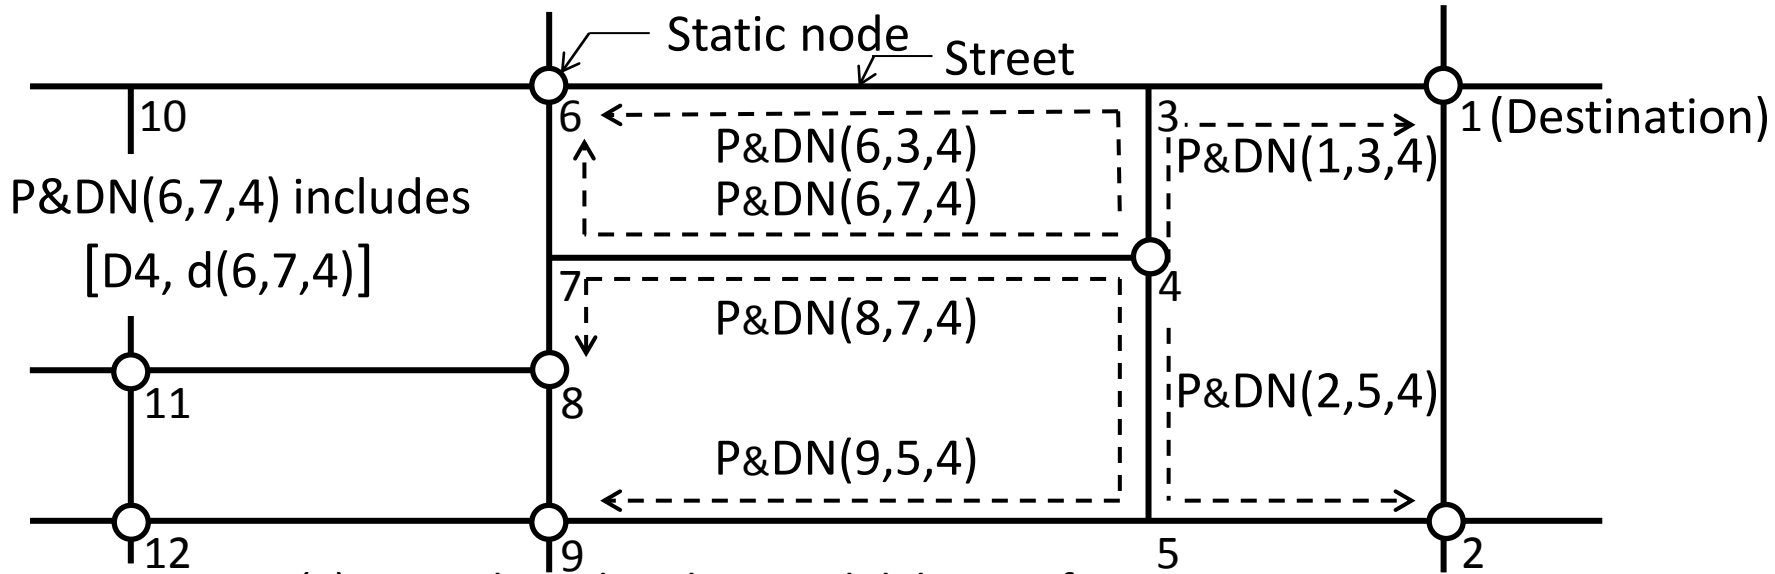 Static node
Street
10
6
3
1 (Destination)
P&DN(6,3,4)
P&DN(1,3,4)
P&DN(6,7,4) includes
P&DN(6,7,4)
[D4, d(6,7,4)]
7
4
P&DN(8,7,4)
11
8
P&DN(2,5,4)
P&DN(9,5,4)
12
9
5
2